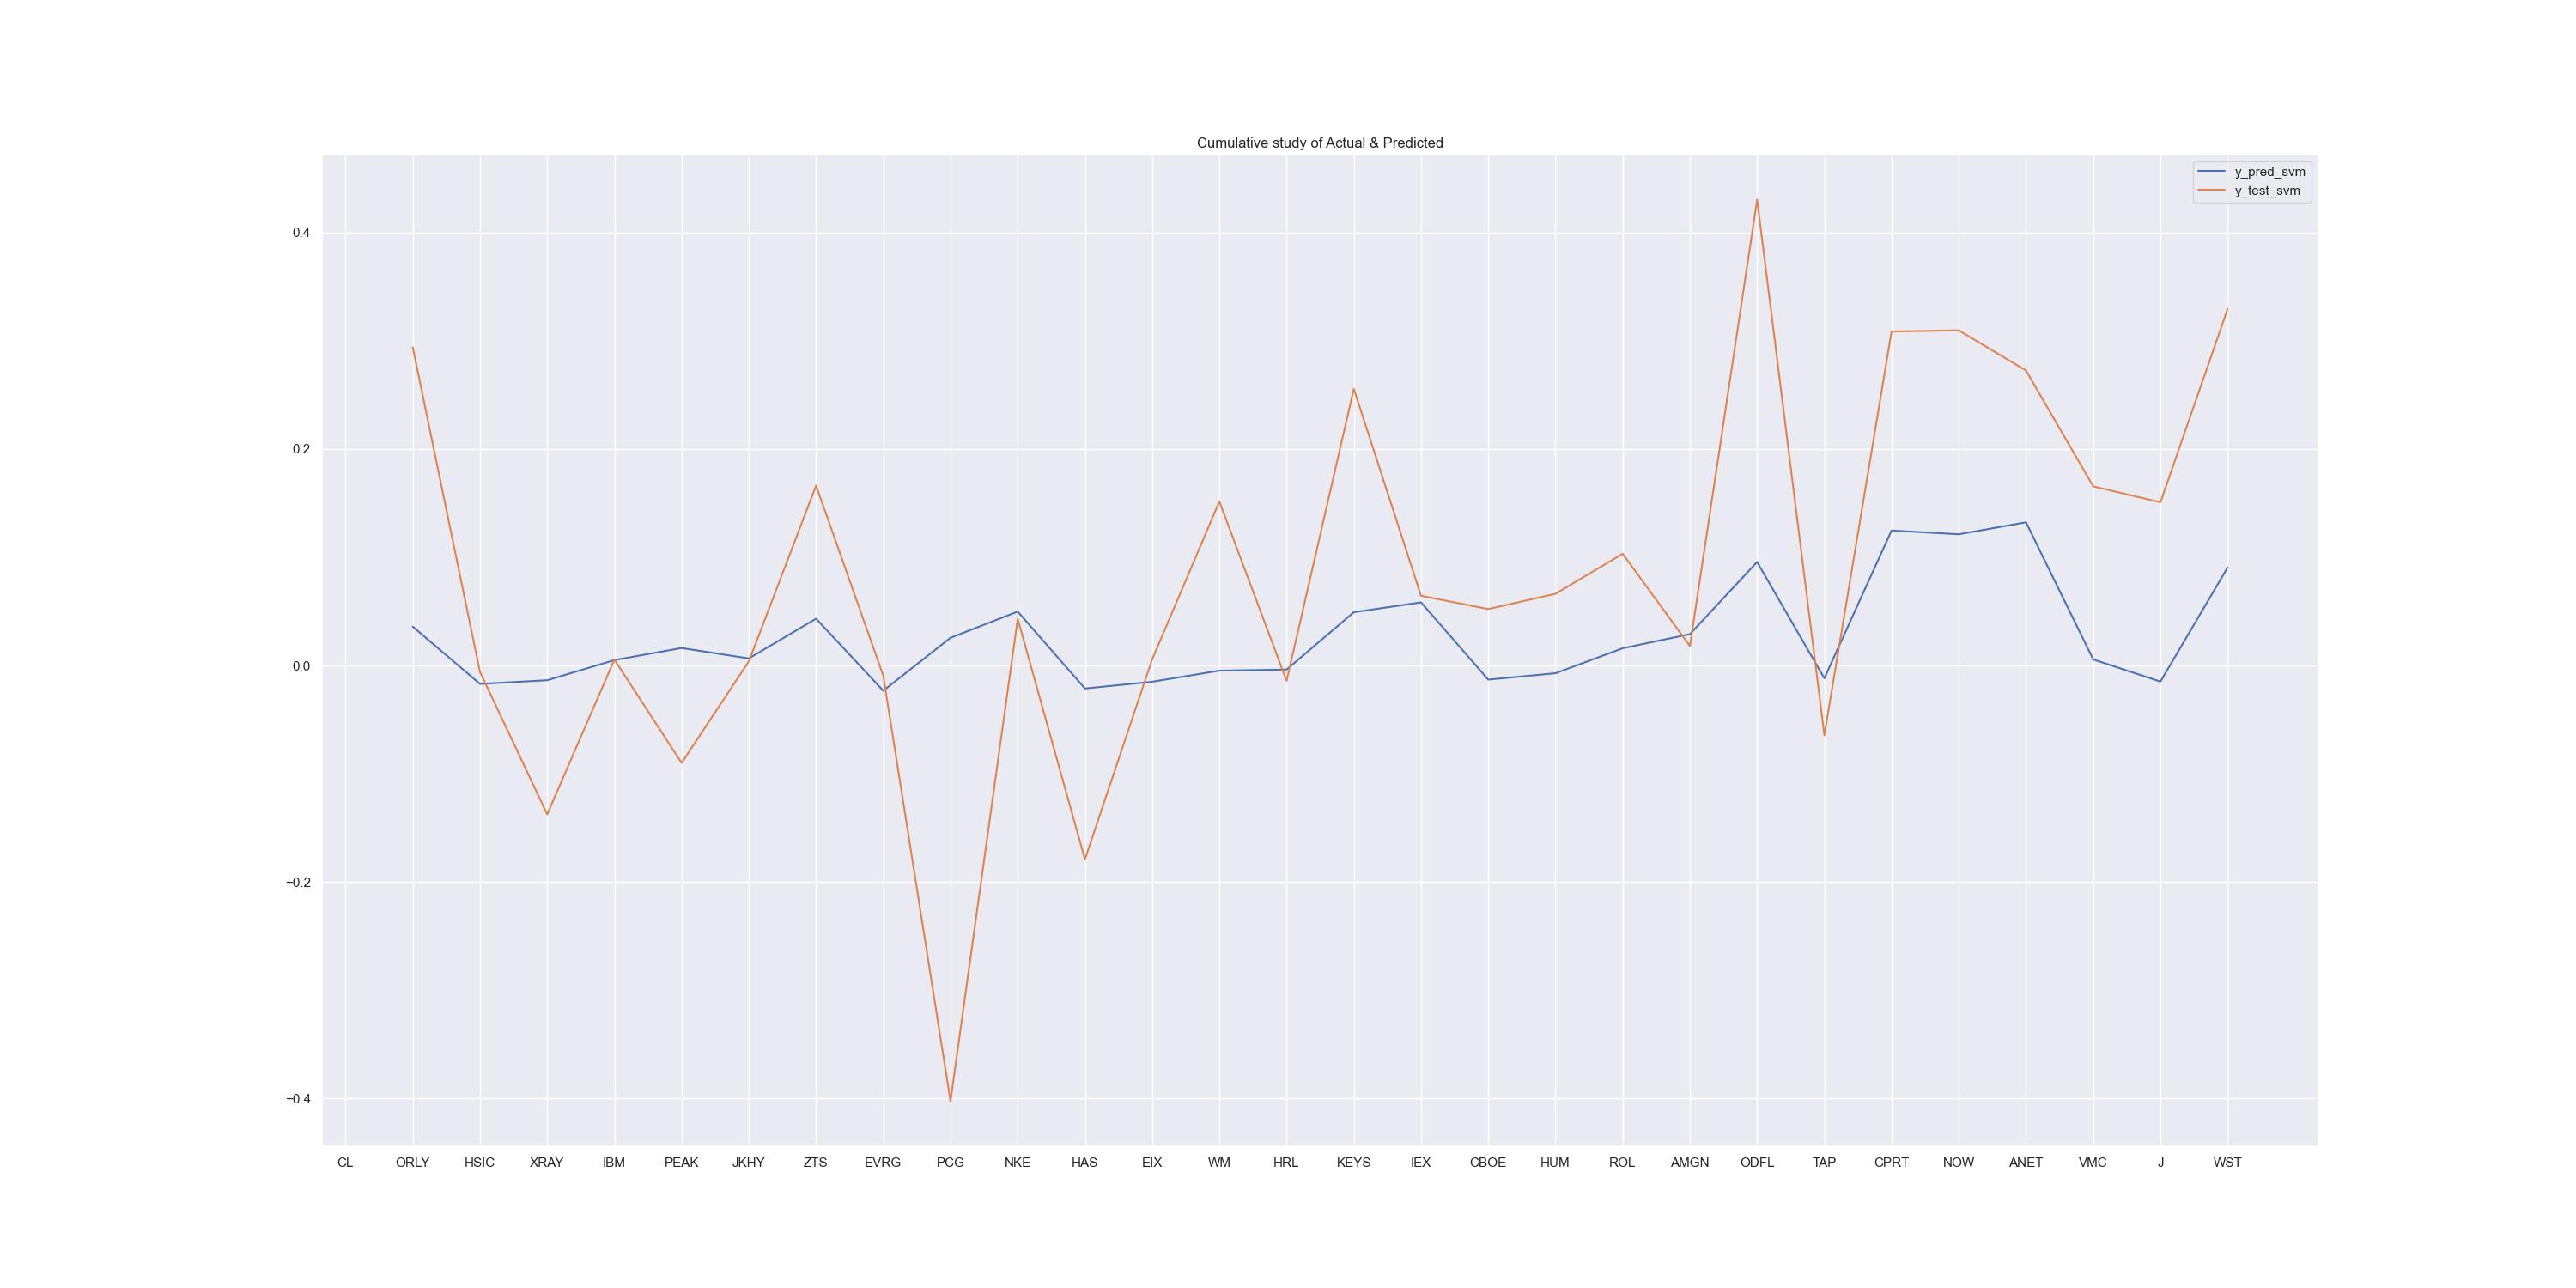 Cumulative study of Actual & Predicted
y_pred_svm
y_test_svm
0.4
0.2
0.0
−0.2
−0.4
CL ORLY HSIC XRAY IBM PEAK JKHY ZTS EVRG PCG NKE HAS EIX WM HRL KEYS IEX CBOE HUM ROL AMGN ODFL TAP CPRT NOW ANET VMC J WST